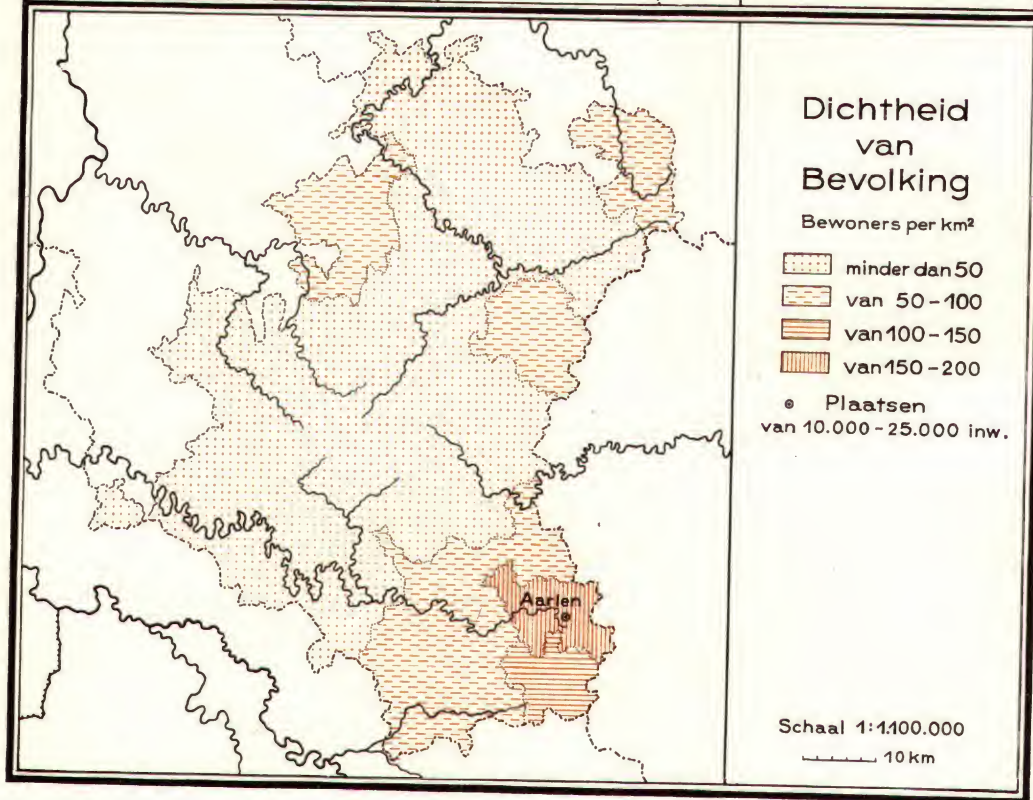 Dichtheid
van
Bevolking
Bewoners per km²
minder dan 50
van 50-100
van 100-150
van 150-200
Plaatsen
van 10.000-25.000 inw.
Aarlen
Schaal 1:1.100.000
10 km